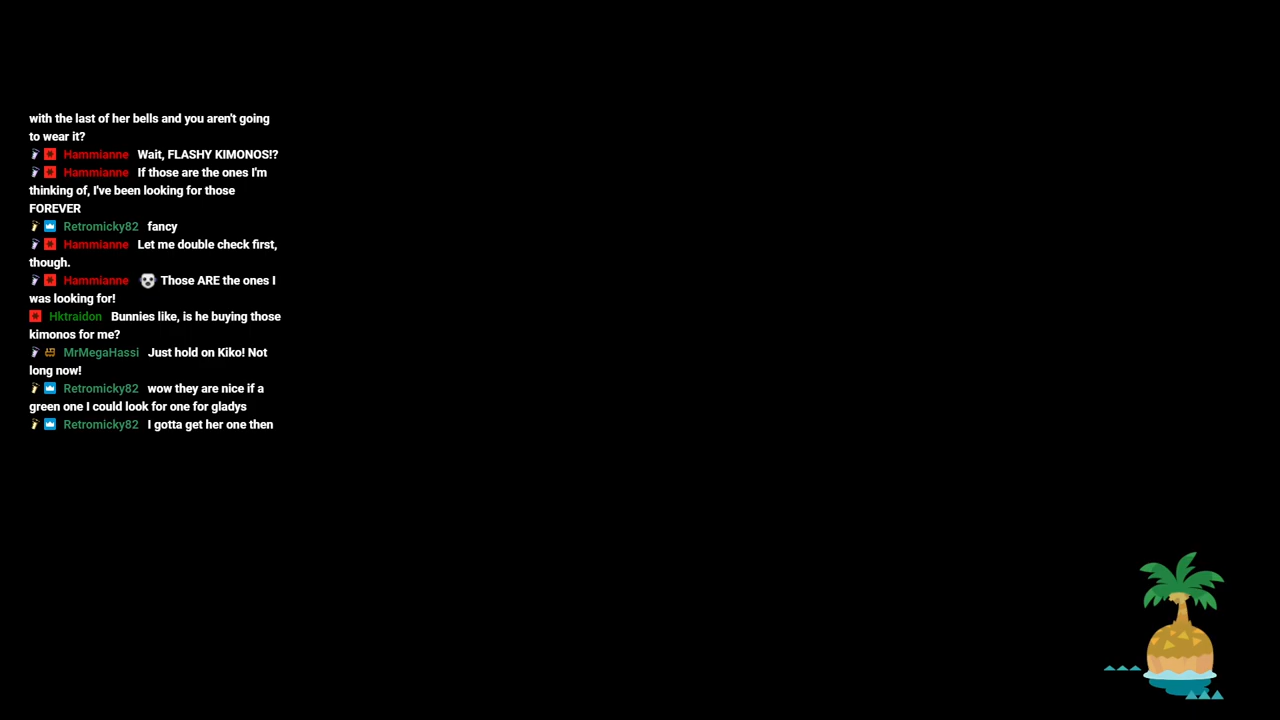 with the last of her bells and you aren't going
to wear it?
Hammianne Wait, FLASHY KIMONOS!?
Hammianne If those are the ones I'm
thinking of, I've been looking for those
FOREVER
Retromicky82 fancy
Hammianne Let me double check first,
though.
Hammianne Those ARE the ones I
was looking for!
Hktraidon Bunnies like, is he buying those
kimonos for me?
MrMegaHassi Just hold on Kiko! Not
long now!
Retromicky82 wow they are nice if a
green one I could look for one for gladys
Retromicky82 I gotta get her one then